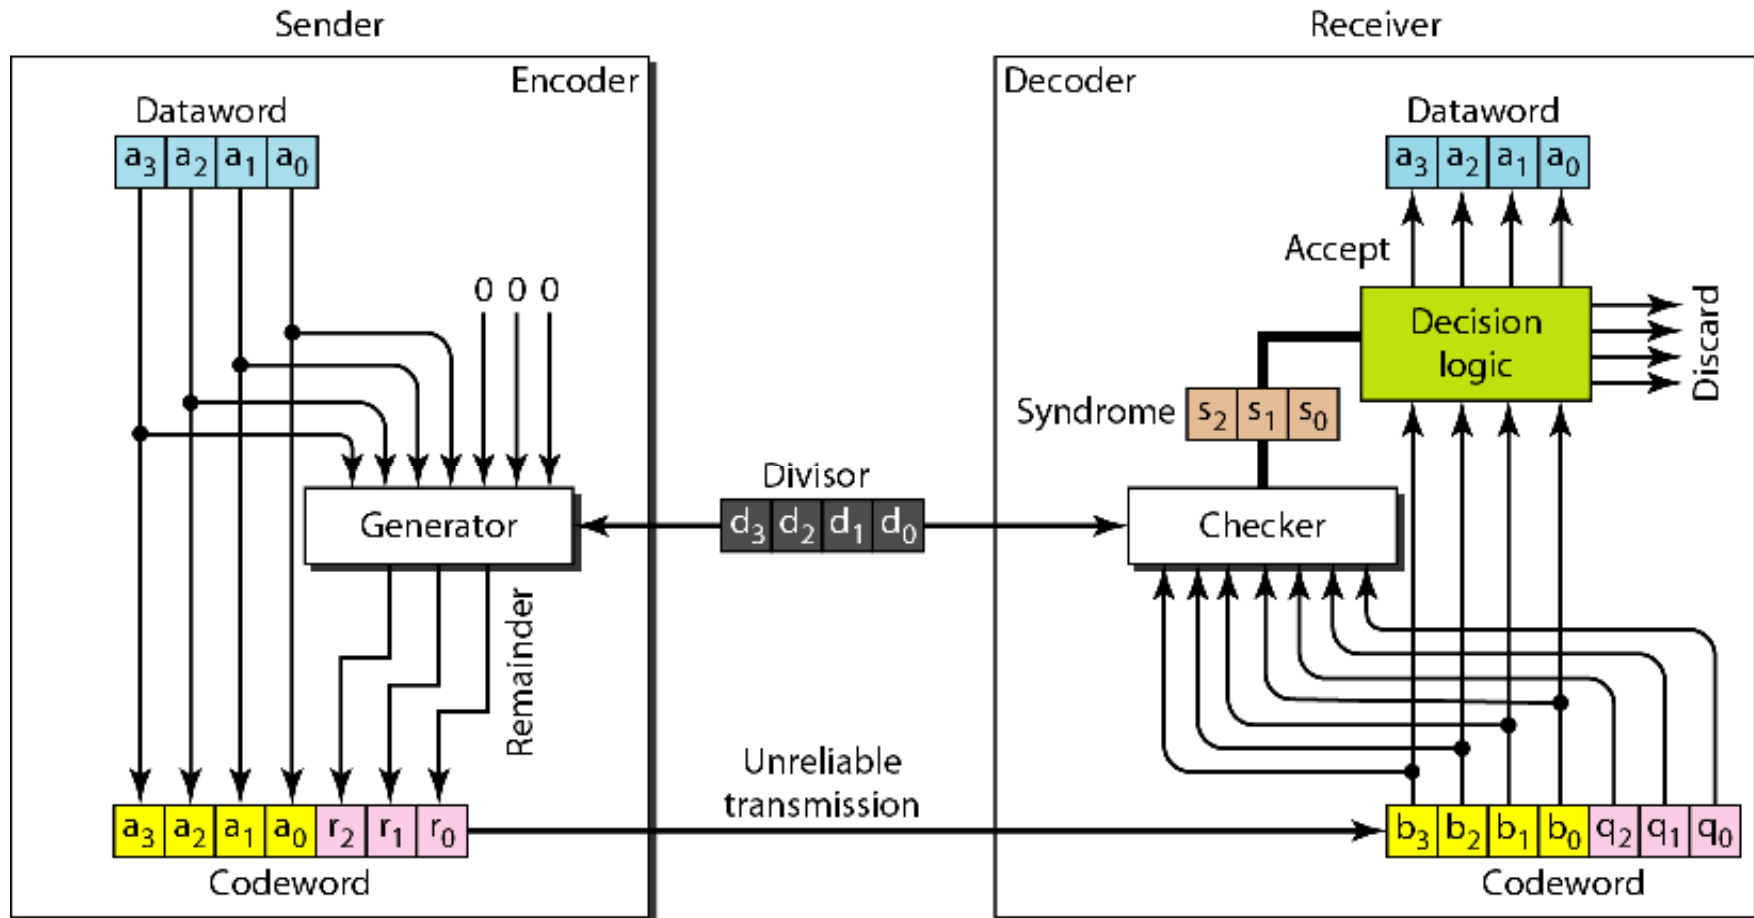 Sender
Receiver
Encoder
Decoder
Dataword
a3 a2 a1 a0
Dataword
a3 a2 a1 a0
0 0 0
Accept
Decision
logic
Discard
Syndrome
s2 s1 s0
Divisor
d3 d2 d1 d0
Generator
Checker
Remainder
Unreliable
transmission
a3 a2 a1 a0 r2 r1 r0
b3 b2 b1 b0 q2 q1 q0
Codeword
Codeword